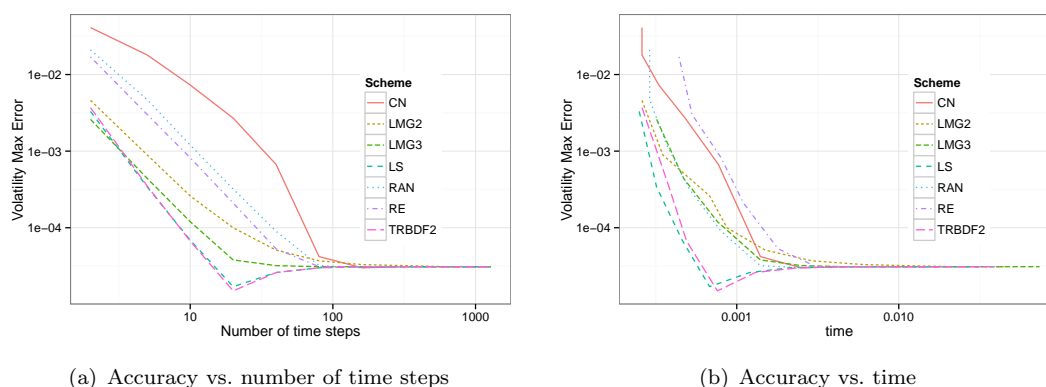 Volatility Max Error
1e−02
1e−03
1e−04
10
100
1000
Number of time steps
Scheme
CN
LMG2
LMG3
LS
RAN
RE
TRBDF2
(a) Accuracy vs. number of time steps
Volatility Max Error
1e−02
1e−03
1e−04
0.001
0.010
time
Scheme
CN
LMG2
LMG3
LS
RAN
RE
TRBDF2
(b) Accuracy vs. time